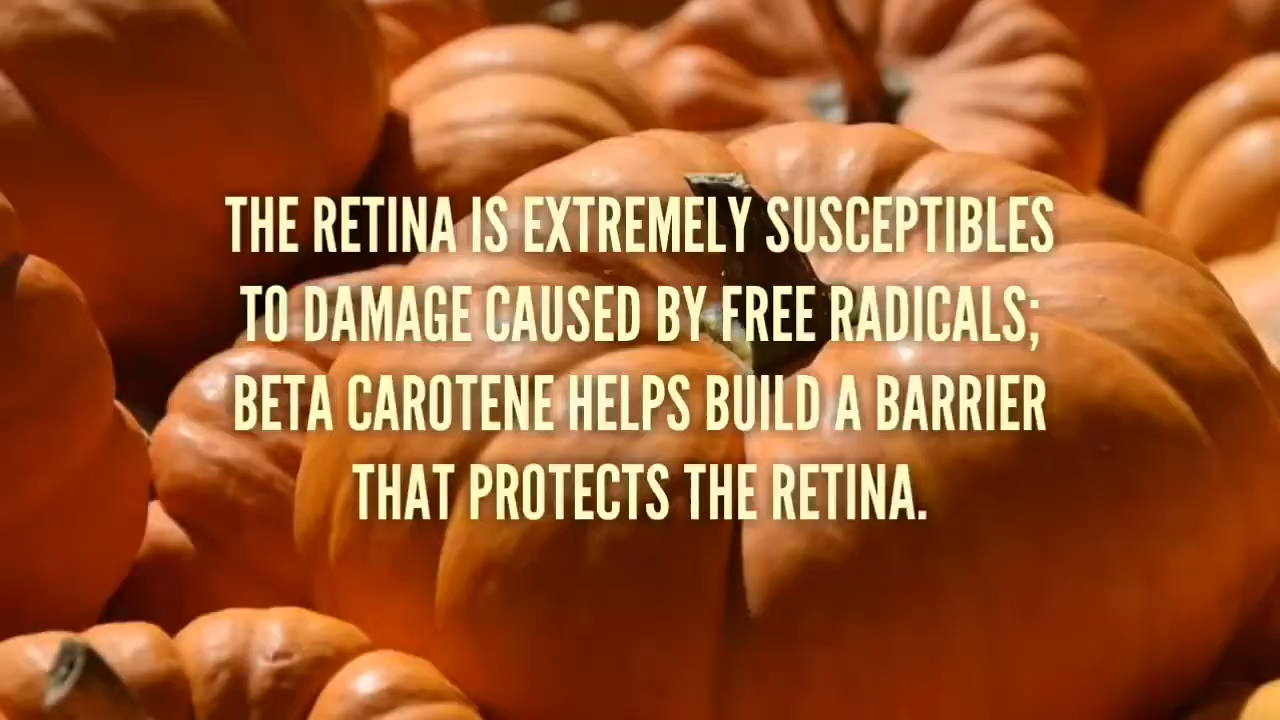 THE RETINA IS EXTREMELY SUSCEPTIBLES
TO DAMAGE CAUSED BY FREE RADICALS;
BETA CAROTENE HELPS BUILD A BARRIER
THAT PROTECTS THE RETINA.